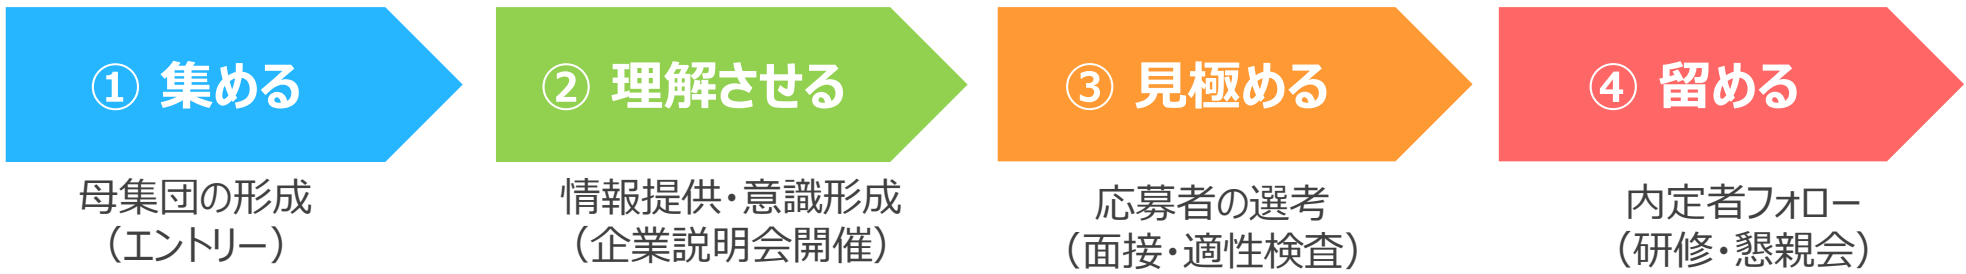 ① 集める
母集団の形成
（エントリー）
② 理解させる
情報提供・意識形成
（企業説明会開催）
③ 見極める
応募者の選考
（面接・適性検査）
④ 留める
内定者フォロー
（研修・懇親会）